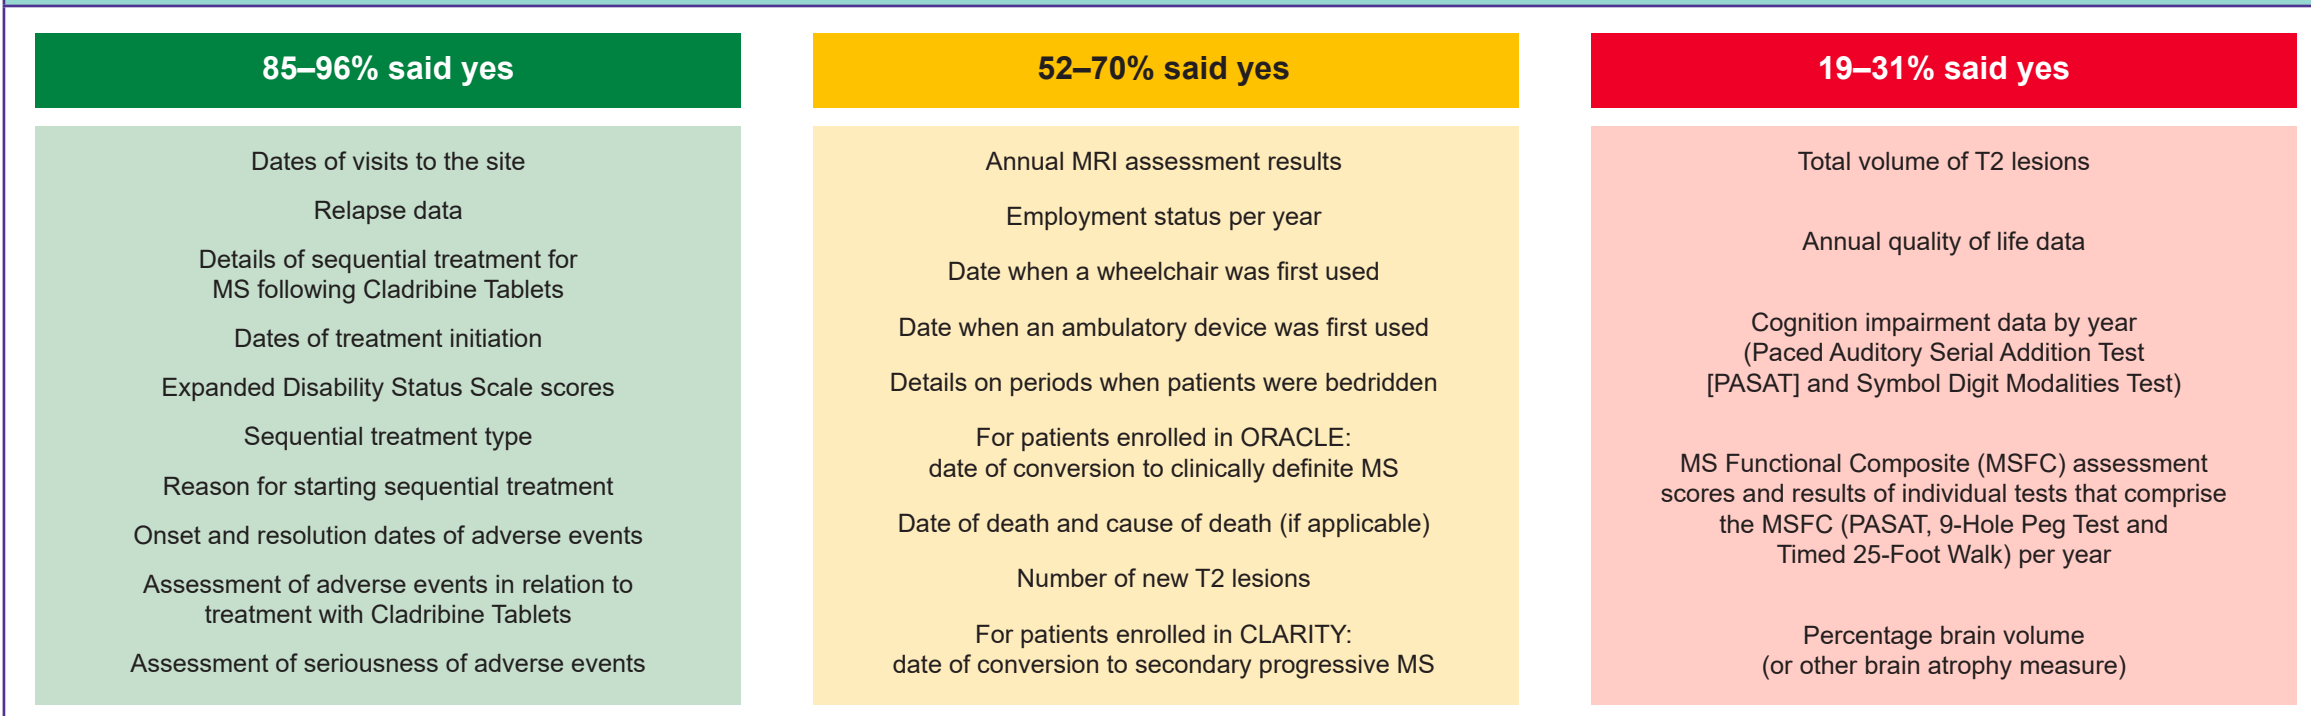 85–96% said yes
Dates of visits to the site
Relapse data
Details of sequential treatment for
MS following Cladribine Tablets
Dates of treatment initiation
Expanded Disability Status Scale scores
Sequential treatment type
Reason for starting sequential treatment
Onset and resolution dates of adverse events
Assessment of adverse events in relation to
treatment with Cladribine Tablets
Assessment of seriousness of adverse events
52–70% said yes
Annual MRI assessment results
Employment status per year
Date when a wheelchair was first used
Date when an ambulatory device was first used
Details on periods when patients were bedridden
For patients enrolled in ORACLE:
date of conversion to clinically definite MS
Date of death and cause of death (if applicable)
Number of new T2 lesions
For patients enrolled in CLARITY:
date of conversion to secondary progressive MS
19–31% said yes
Total volume of T2 lesions
Annual quality of life data
Cognition impairment data by year
(Paced Auditory Serial Addition Test
[PASAT] and Symbol Digit Modalities Test)
MS Functional Composite (MSFC) assessment
scores and results of individual tests that comprise
the MSFC (PASAT, 9-Hole Peg Test and
Timed 25-Foot Walk) per year
Percentage brain volume
(or other brain atrophy measure)